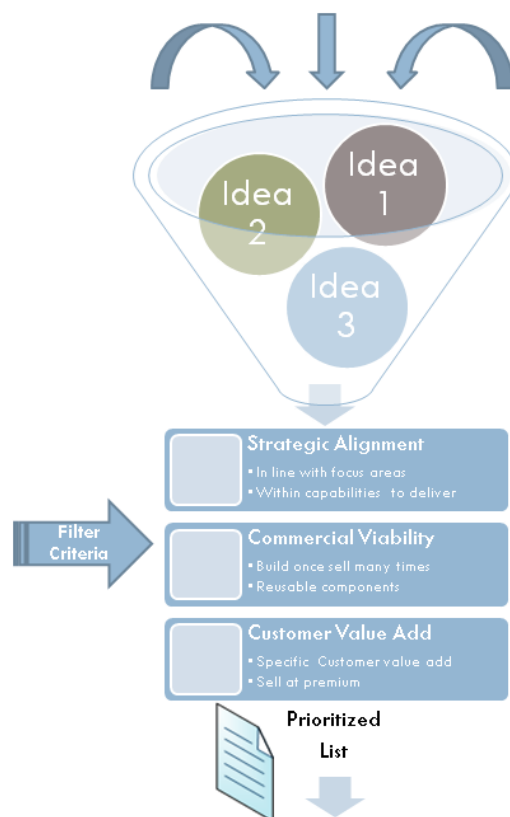 Idea
1
Idea
2
Idea
3
Strategic Alignment
▪ In line with focus areas
▪ Within capabilities to deliver
Filter
Criteria
Commercial Viability
▪ Build once sell many times
▪ Reusable components
Customer Value Add
▪ Specific Customer value add
▪ Sell at premium
Prioritized
List